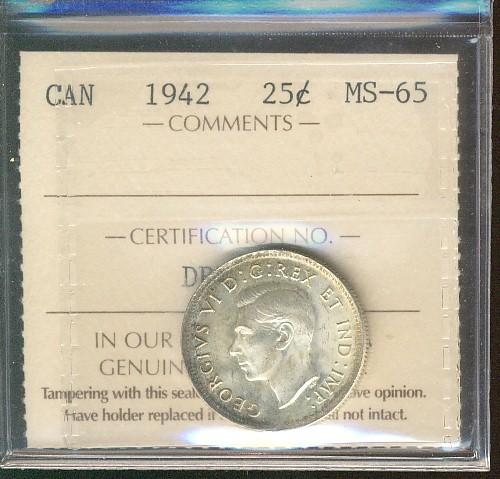 CAN 1942 25¢ MS-65
— COMMENTS —
— CERTIFICATION NO. —
GEORGIVS VI D:G:REX ET IND:IMP:
IN OUR
GENUIN
Tampering with this seal ve opinion.
Have holder replaced if not intact.